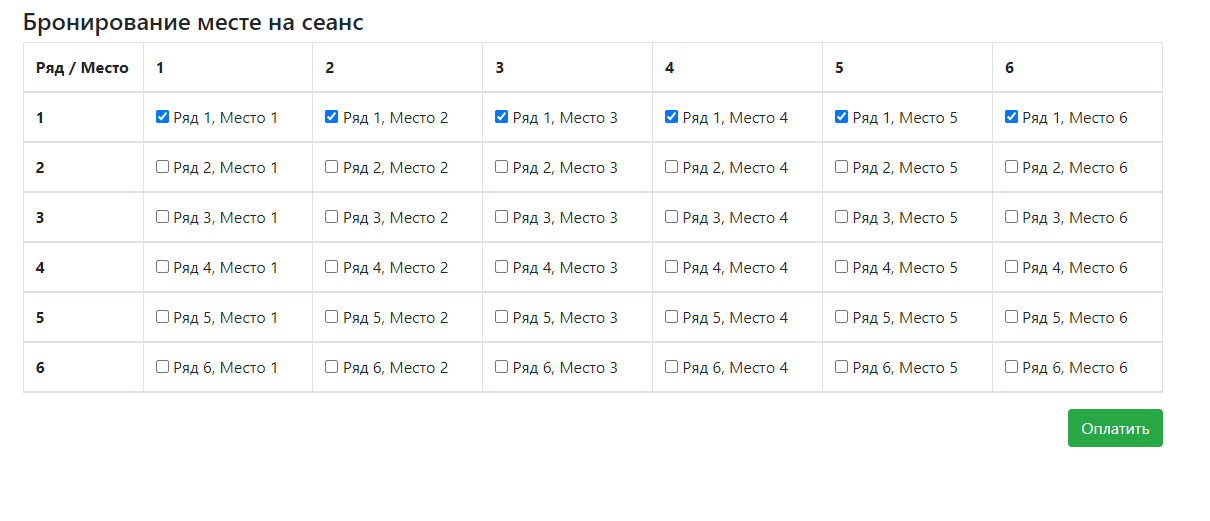 Бронирование месте на сеанс
Ряд / Место 1 2 3 4 5 6
1 Ряд 1, Место 1 Ряд 1, Место 2 Ряд 1, Место 3 Ряд 1, Место 4 Ряд 1, Место 5 Ряд 1, Место 6
2 Ряд 2, Место 1 Ряд 2, Место 2 Ряд 2, Место 3 Ряд 2, Место 4 Ряд 2, Место 5 Ряд 2, Место 6
3 Ряд 3, Место 1 Ряд 3, Место 2 Ряд 3, Место 3 Ряд 3, Место 4 Ряд 3, Место 5 Ряд 3, Место 6
4 Ряд 4, Место 1 Ряд 4, Место 2 Ряд 4, Место 3 Ряд 4, Место 4 Ряд 4, Место 5 Ряд 4, Место 6
5 Ряд 5, Место 1 Ряд 5, Место 2 Ряд 5, Место 3 Ряд 5, Место 4 Ряд 5, Место 5 Ряд 5, Место 6
6 Ряд 6, Место 1 Ряд 6, Место 2 Ряд 6, Место 3 Ряд 6, Место 4 Ряд 6, Место 5 Ряд 6, Место 6
Оплатить